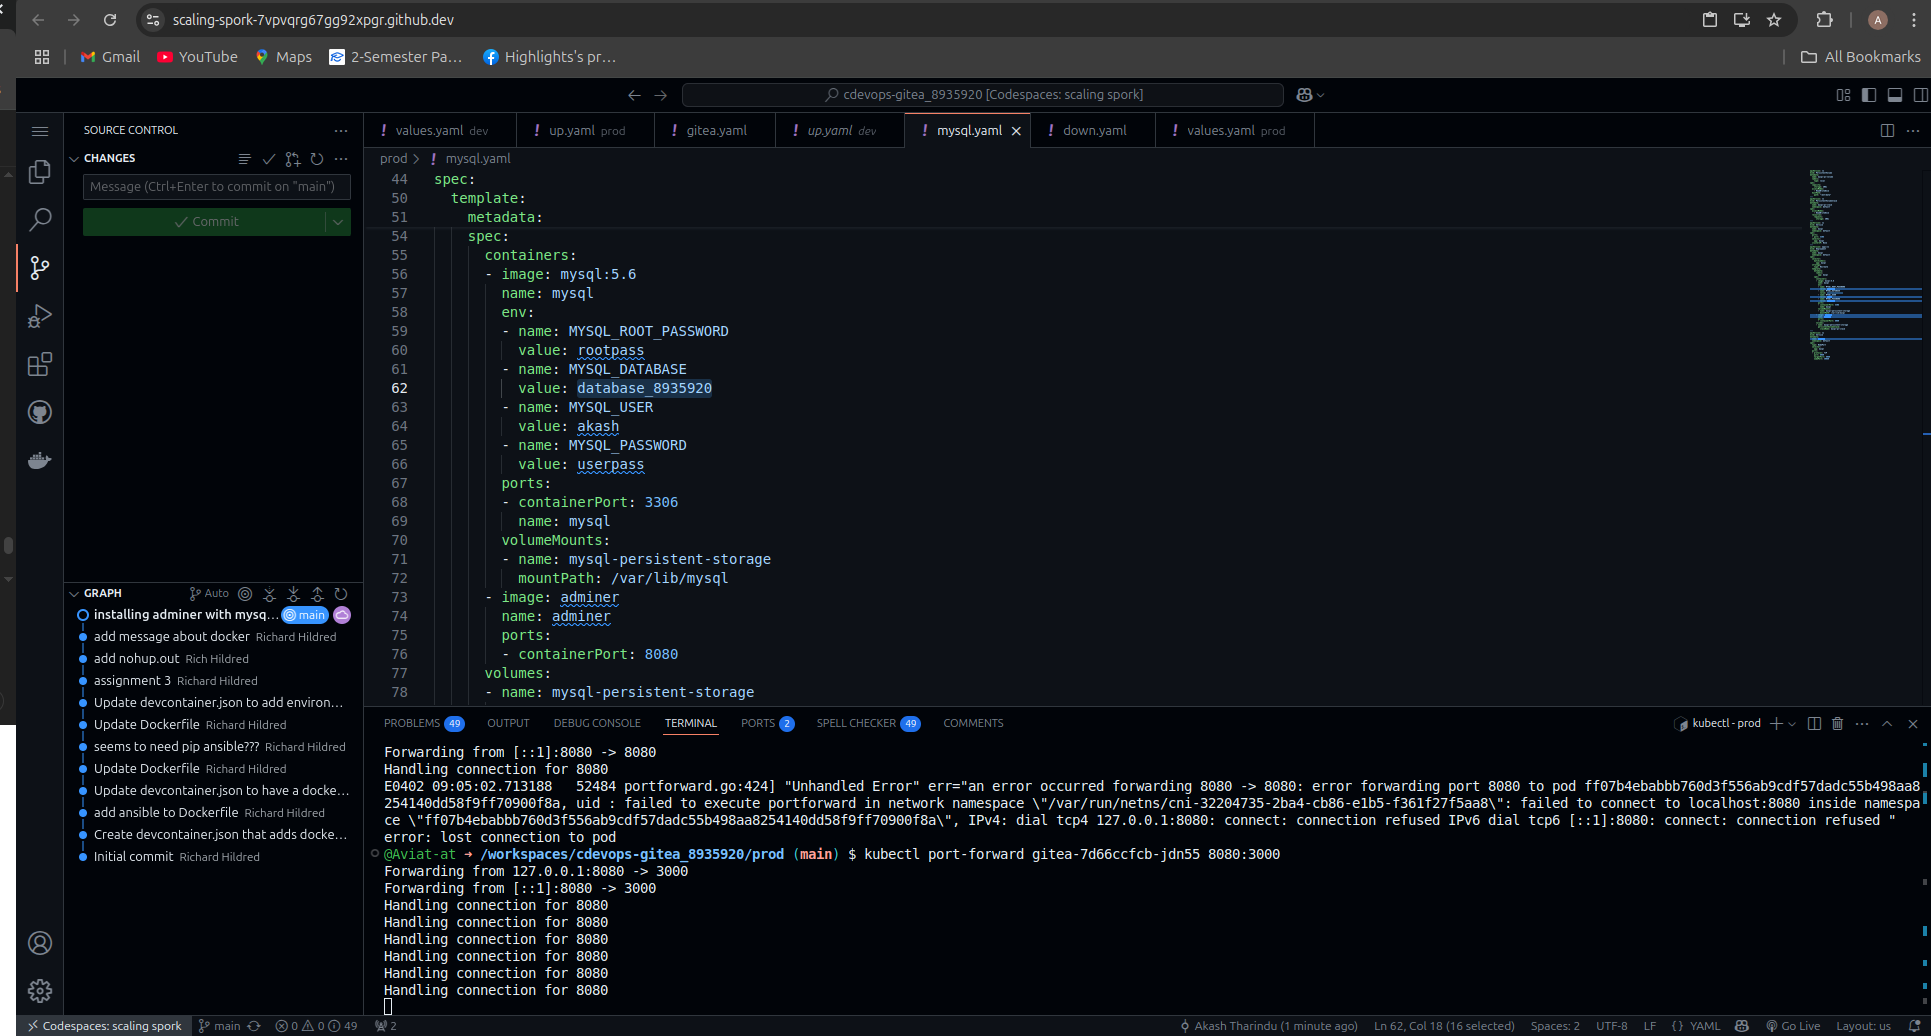 scaling-spork-7vpvqrg67gg92xpgr.github.dev
A
Gmail YouTube Maps 2-Semester Pa... Highlights's pr...
All Bookmarks
cdevops-gitea_8935920 [Codespaces: scaling spork]
SOURCE CONTROL
CHANGES
Message (Ctrl+Enter to commit on "main")
Commit
GRAPH
Auto
installing adminer with mysq... main
add message about docker Richard Hildred
add nohup.out Rich Hildred
assignment 3 Richard Hildred
Update devcontainer.json to add environ...
Update Dockerfile Richard Hildred
seems to need pip ansible??? Richard Hildred
Update Dockerfile Richard Hildred
Update devcontainer.json to have a docke...
add ansible to Dockerfile Richard Hildred
Create devcontainer.json that adds docke...
Initial commit Richard Hildred
! values.yaml dev
! up.yaml prod
! gitea.yaml
! up.yaml dev
! mysql.yaml
! down.yaml
! values.yaml prod
prod > ! mysql.yaml
44 spec:
50 template:
51 metadata:
54 spec:
55 containers:
56 - image: mysql:5.6
57 name: mysql
58 env:
59 - name: MYSQL_ROOT_PASSWORD
60 value: rootpass
61 - name: MYSQL_DATABASE
62 value: database_8935920
63 - name: MYSQL_USER
64 value: akash
65 - name: MYSQL_PASSWORD
66 value: userpass
67 ports:
68 - containerPort: 3306
69 name: mysql
70 volumeMounts:
71 - name: mysql-persistent-storage
72 mountPath: /var/lib/mysql
73 - image: adminer
74 name: adminer
75 ports:
76 - containerPort: 8080
77 volumes:
78 - name: mysql-persistent-storage
PROBLEMS 49 OUTPUT DEBUG CONSOLE TERMINAL PORTS 2 SPELL CHECKER 49 COMMENTS
kubectl - prod
Forwarding from [::1]:8080 -> 8080
Handling connection for 8080
E0402 09:05:02.713188   52484 portforward.go:424] "Unhandled Error" err="an error occurred forwarding 8080 -> 8080: error forwarding port 8080 to pod ff07b4ebabbb760d3f556ab9cdf57dadc55b498aa8
254140dd58f9ff70900f8a, uid : failed to execute portforward in network namespace \"/var/run/netns/cni-32204735-2ba4-cb86-e1b5-f361f27f5aa8\": failed to connect to localhost:8080 inside namespa
ce \"ff07b4ebabbb760d3f556ab9cdf57dadc55b498aa8254140dd58f9ff70900f8a\", IPv4: dial tcp4 127.0.0.1:8080: connect: connection refused IPv6 dial tcp6 [::1]:8080: connect: connection refused "
error: lost connection to pod
@Aviat-at → /workspaces/cdevops-gitea_8935920/prod (main) $ kubectl port-forward gitea-7d66ccfcb-jdn55 8080:3000
Forwarding from 127.0.0.1:8080 -> 3000
Forwarding from [::1]:8080 -> 3000
Handling connection for 8080
Handling connection for 8080
Handling connection for 8080
Handling connection for 8080
Handling connection for 8080
Handling connection for 8080
Codespaces: scaling spork main 0 0 49 2
Akash Tharindu (1 minute ago) Ln 62, Col 18 (16 selected) Spaces: 2 UTF-8 LF {} YAML Go Live Layout: us